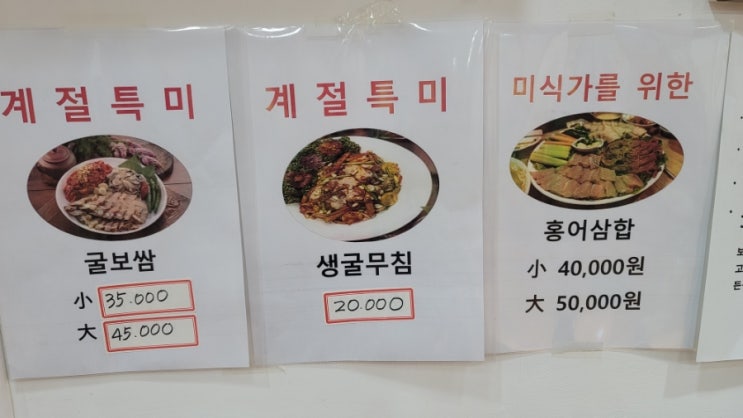 계절특미
굴보쌈
小 35.000
大 45.000
계절특미
생굴무침
20.000
미식가를 위한
홍어삼합
小 40,000원
大 50,000원